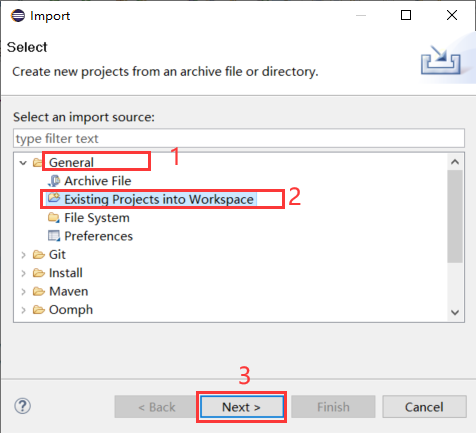 Import
Select
Create new projects from an archive file or directory.
Select an import source:
type filter text
General 1
Archive File
Existing Projects into Workspace 2
File System
Preferences
Git
Install
Maven
Oomph
3
? < Back Next > Finish Cancel